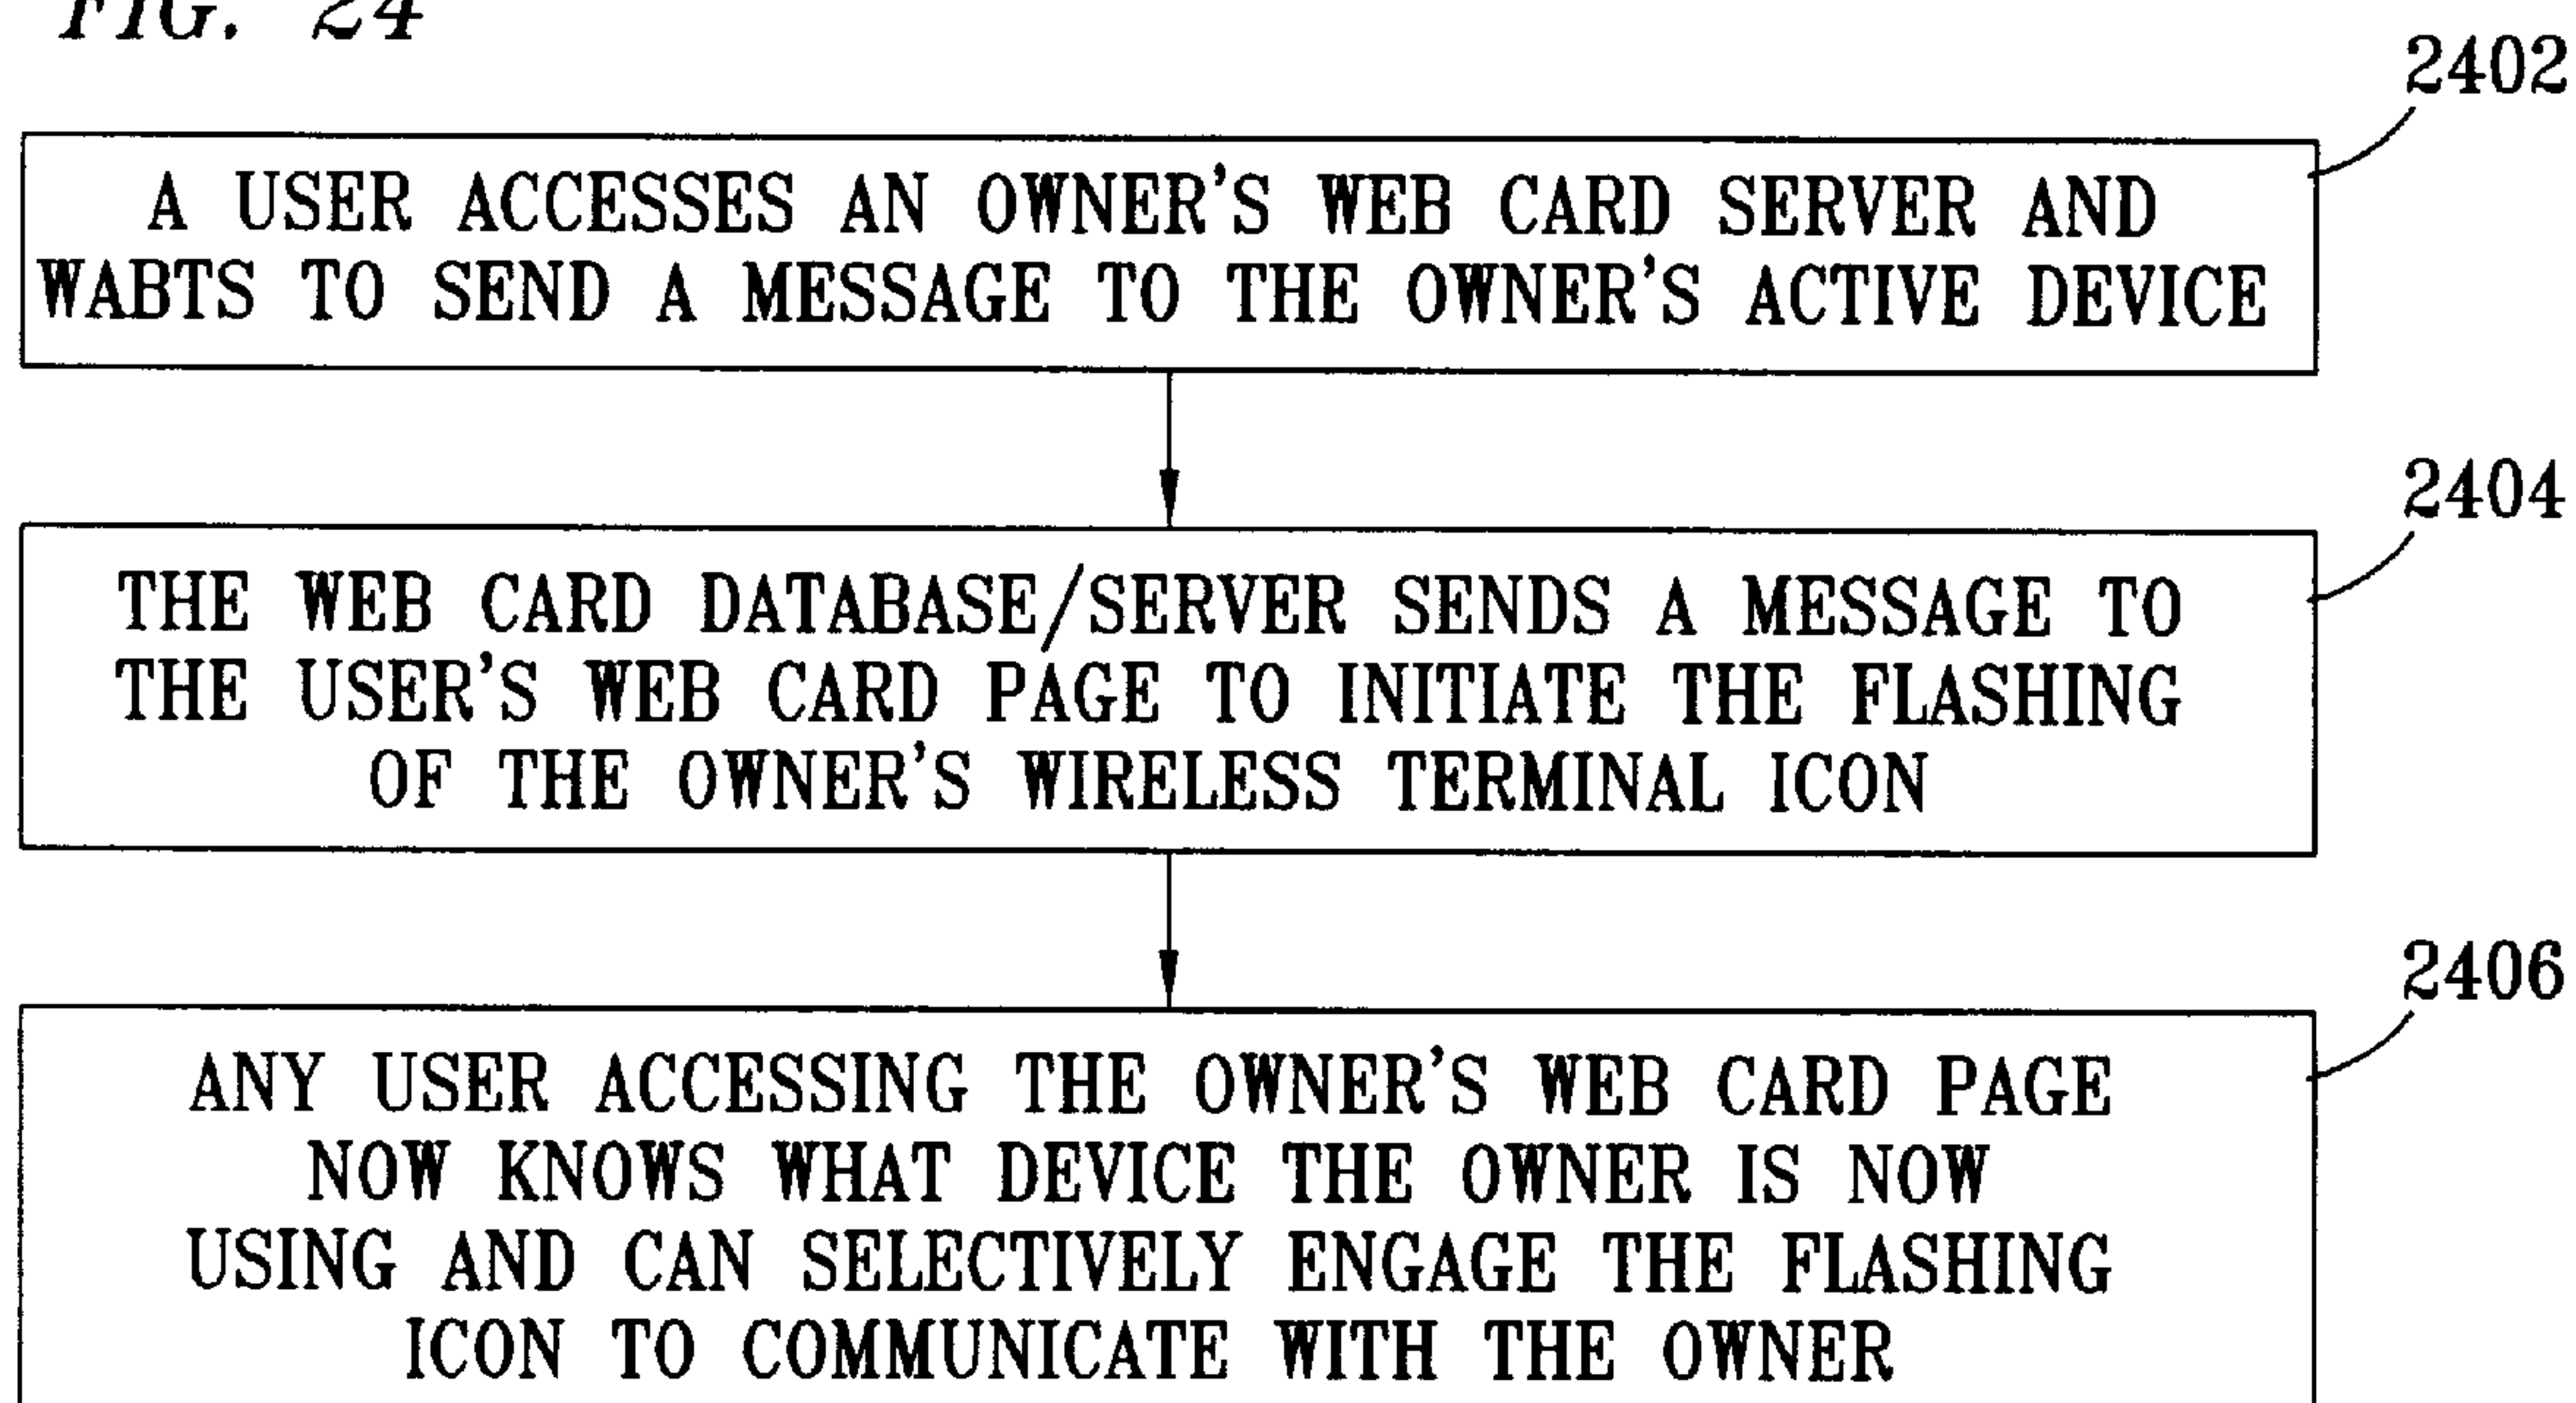 FIG. 24
2402
A USER ACCESSES AN OWNER'S WEB CARD SERVER AND
WABTS TO SEND A MESSAGE TO THE OWNER'S ACTIVE DEVICE
2404
THE WEB CARD DATABASE/SERVER SENDS A MESSAGE TO
THE USER'S WEB CARD PAGE TO INITIATE THE FLASHING
OF THE OWNER'S WIRELESS TERMINAL ICON
2406
ANY USER ACCESSING THE OWNER'S WEB CARD PAGE
NOW KNOWS WHAT DEVICE THE OWNER IS NOW
USING AND CAN SELECTIVELY ENGAGE THE FLASHING
ICON TO COMMUNICATE WITH THE OWNER